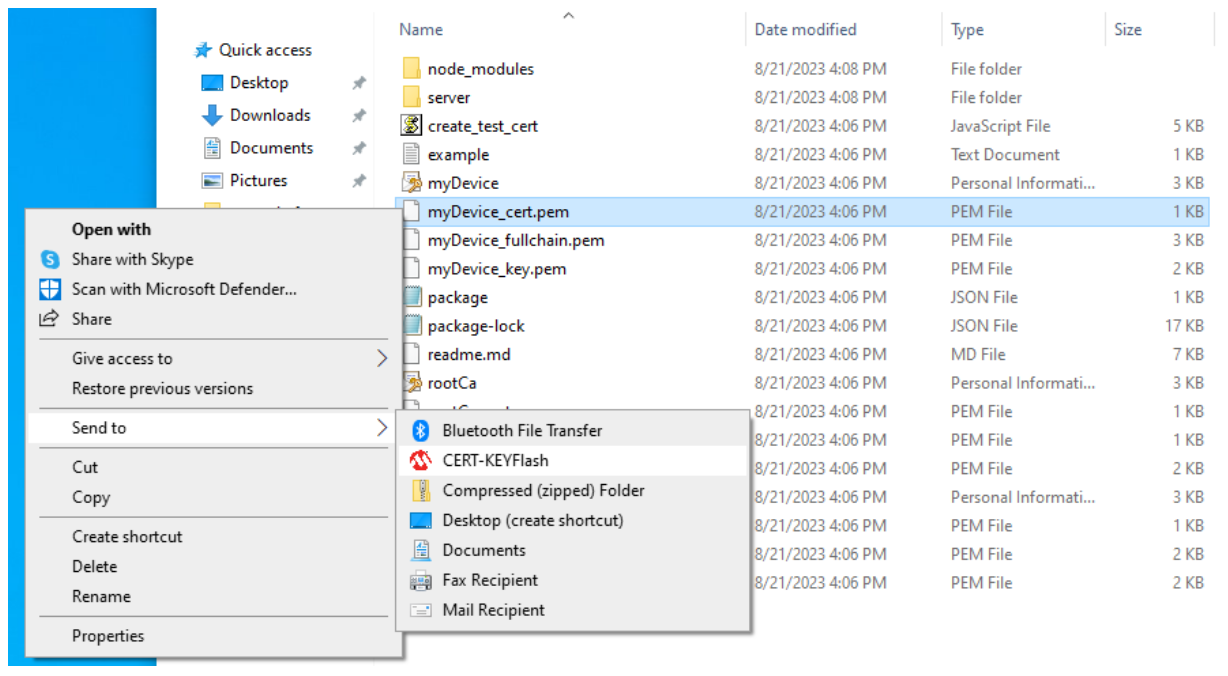 Name Date modified Type Size
Quick access
Desktop
Downloads
Documents
Pictures
node_modules 8/21/2023 4:08 PM File folder
server 8/21/2023 4:08 PM File folder
create_test_cert 8/21/2023 4:06 PM JavaScript File 5 KB
example 8/21/2023 4:06 PM Text Document 1 KB
myDevice 8/21/2023 4:06 PM Personal Informati... 3 KB
myDevice_cert.pem 8/21/2023 4:06 PM PEM File 1 KB
myDevice_fullchain.pem 8/21/2023 4:06 PM PEM File 3 KB
myDevice_key.pem 8/21/2023 4:06 PM PEM File 2 KB
package 8/21/2023 4:06 PM JSON File 1 KB
package-lock 8/21/2023 4:06 PM JSON File 17 KB
readme.md 8/21/2023 4:06 PM MD File 7 KB
rootCa 8/21/2023 4:06 PM Personal Informati... 3 KB
8/21/2023 4:06 PM PEM File 1 KB
8/21/2023 4:06 PM PEM File 1 KB
8/21/2023 4:06 PM PEM File 2 KB
8/21/2023 4:06 PM Personal Informati... 3 KB
8/21/2023 4:06 PM PEM File 1 KB
8/21/2023 4:06 PM PEM File 2 KB
8/21/2023 4:06 PM PEM File 2 KB
Open with
Share with Skype
Scan with Microsoft Defender...
Share
Give access to
Restore previous versions
Send to
Cut
Copy
Create shortcut
Delete
Rename
Properties
Bluetooth File Transfer
CERT-KEYFlash
Compressed (zipped) Folder
Desktop (create shortcut)
Documents
Fax Recipient
Mail Recipient